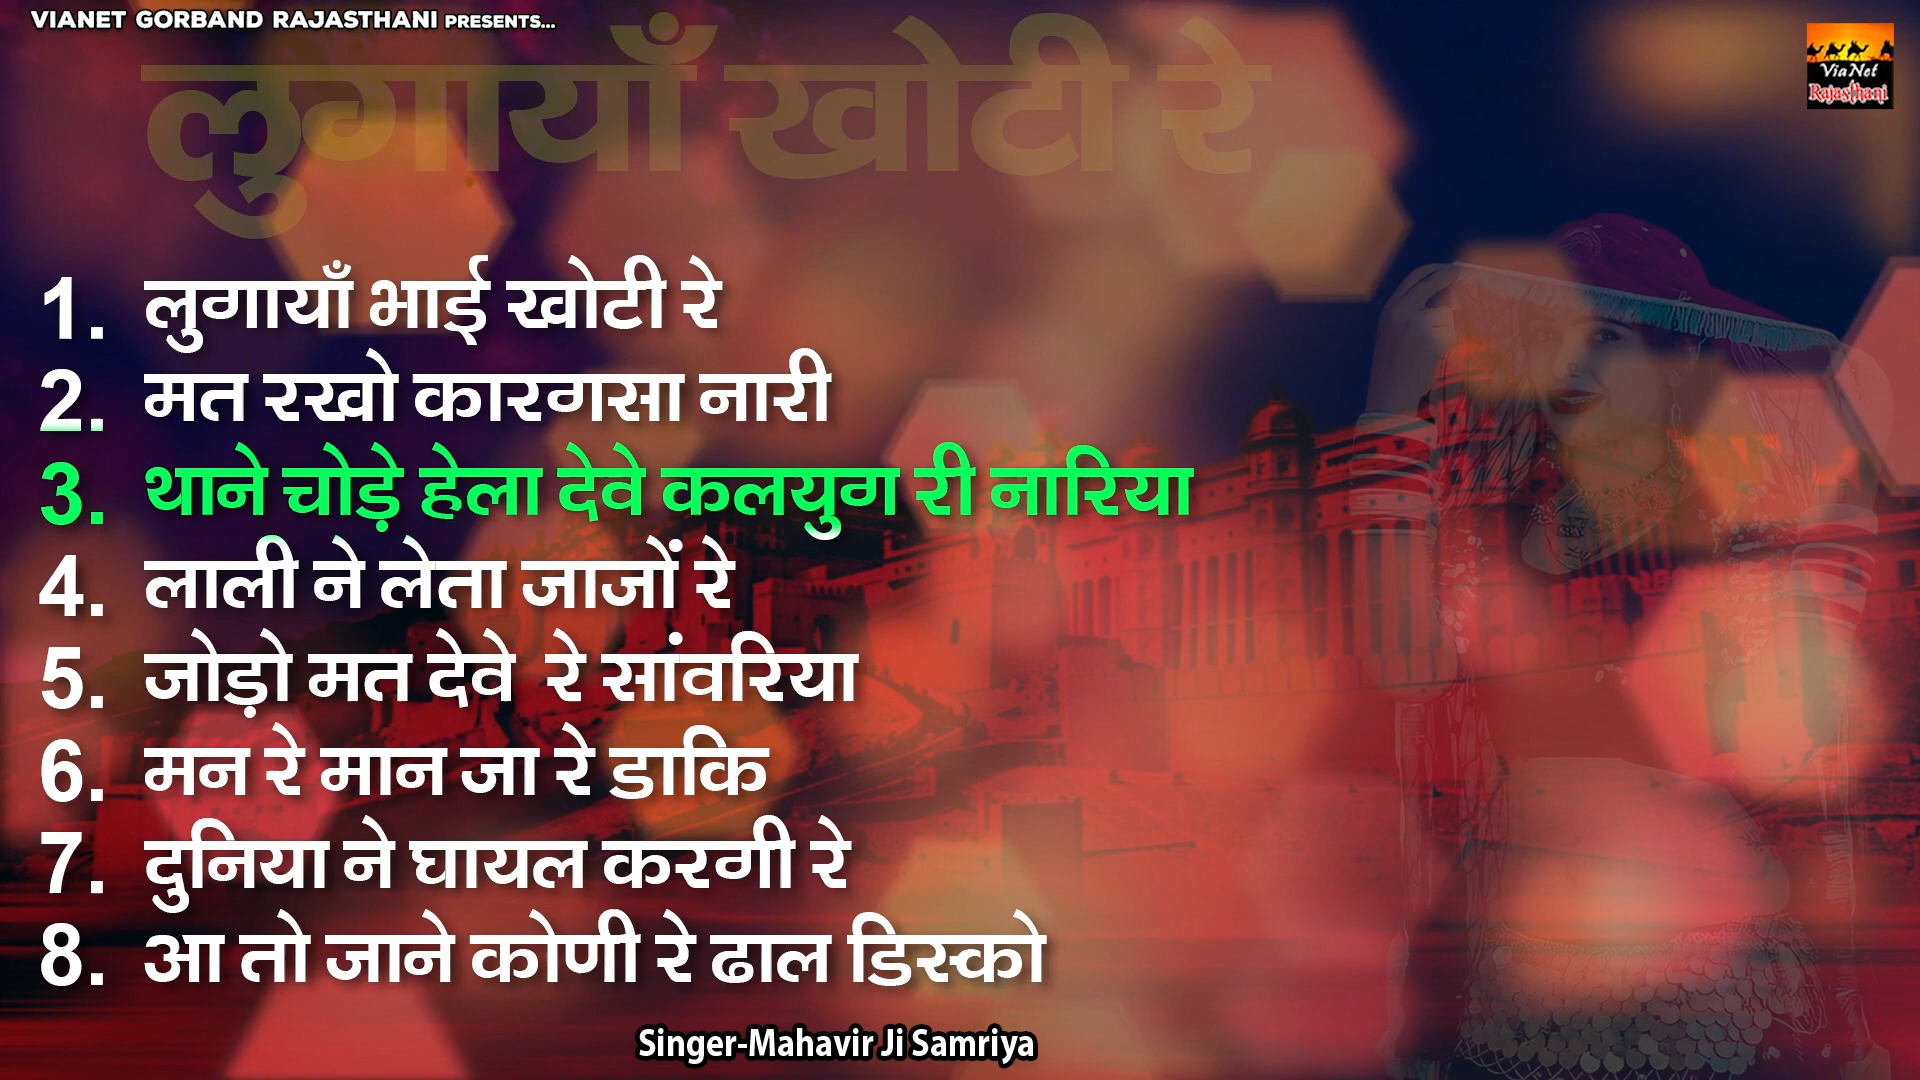 VIANET GORBAND RAJASTHANI PRESENTS...
ViaNet
Rajasthani
लुगायाँ खोटी रे
1. लुगायाँ भाई खोटी रे
2. मत रखो कारगसा नारी
3. थाने चोड़े हेला देवे कलयुग री नारिया
4. लाली ने लेता जाजों रे
5. जोड़ो मत देवे रे सांवरिया
6. मन रे मान जा रे डाकि
7. दुनिया ने घायल करगी रे
8. आ तो जाने कोणी रे ढाल डिस्को
Singer-Mahavir Ji Samriya